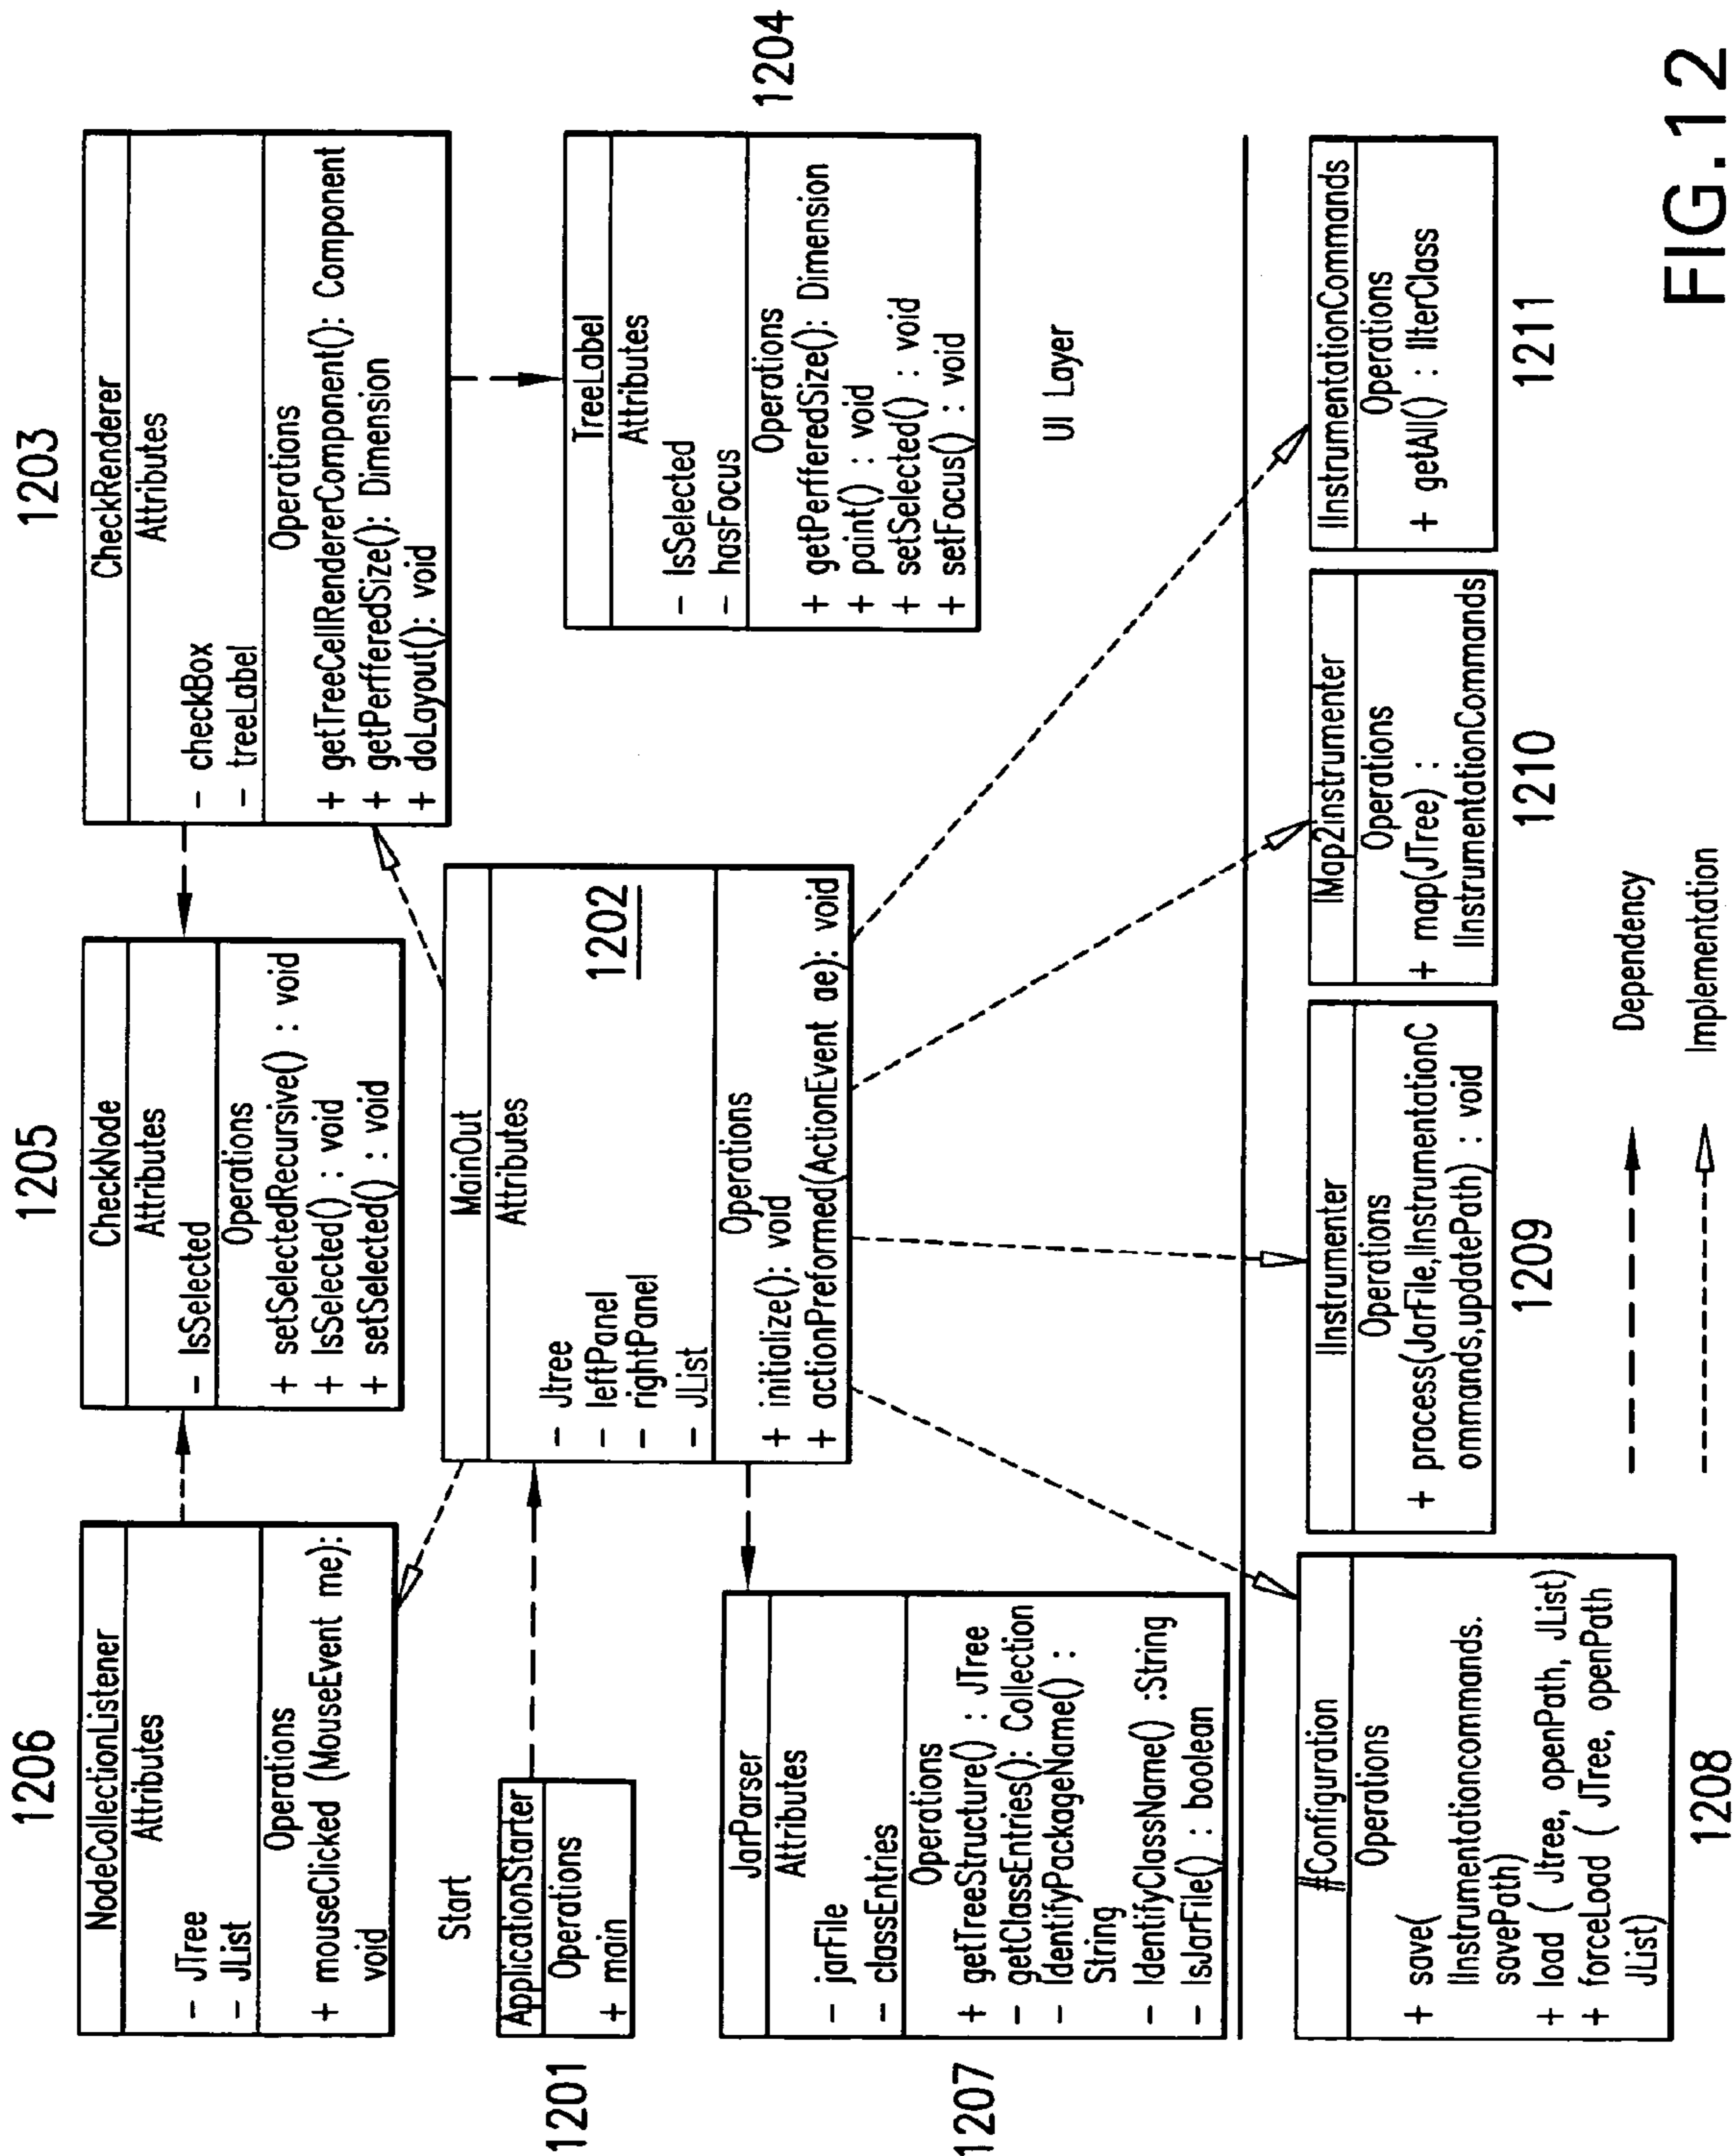 1206
NodeCollectionListener
Attributes
– JTree
– JList
Operations
+ mouseClicked (MouseEvent me):
void
1205
CheckNode
Attributes
– IsSelected
Operations
+ setSelectedRecursive() : void
+ IsSelected() : void
+ setSelected() : void
1203
CheckRenderer
Attributes
– checkBox
– treeLabel
Operations
+ getTreeCellRendererComponent(): Component
+ getPerfferedSize(): Dimension
+ doLayout(): void
Start
1201
ApplicationStarter
Operations
+ main
MainOut
Attributes
1202
– Jtree
– leftPanel
– rightPanel
– JList
Operations
+ initialize(): void
+ actionPreformed(ActionEvent ae): void
TreeLabel
Attributes
– IsSelected
– hasFocus
Operations
+ getPerfferedSize(): Dimension
+ paint() : void
+ setSelected() : void
+ setFocus() : void
1204
1207
JarParser
Attributes
– jarFile
– classEntries
Operations
+ getTreeStructure() : JTree
– getClassEntries(): Collection
– IdentifyPackageName() :
String
– IdentifyClassName() :String
– IsJarFile() : boolean
UI Layer
#Configuration
Operations
+ save(
IInstrumentationcommands.
savePath)
+ load ( Jtree, openPath, JList)
+ forceLoad ( JTree, openPath
JList)
1208
IInstrumenter
Operations
+ process(JarFile,IInstrumentationC
ommands,updatePath) : void
1209
IMap2instrumenter
Operations
+ map(JTree) :
IInstrumentationCommands
1210
IInstrumentationCommands
Operations
+ getAll() : IIterClass
1211
Dependency
Implementation
FIG.12